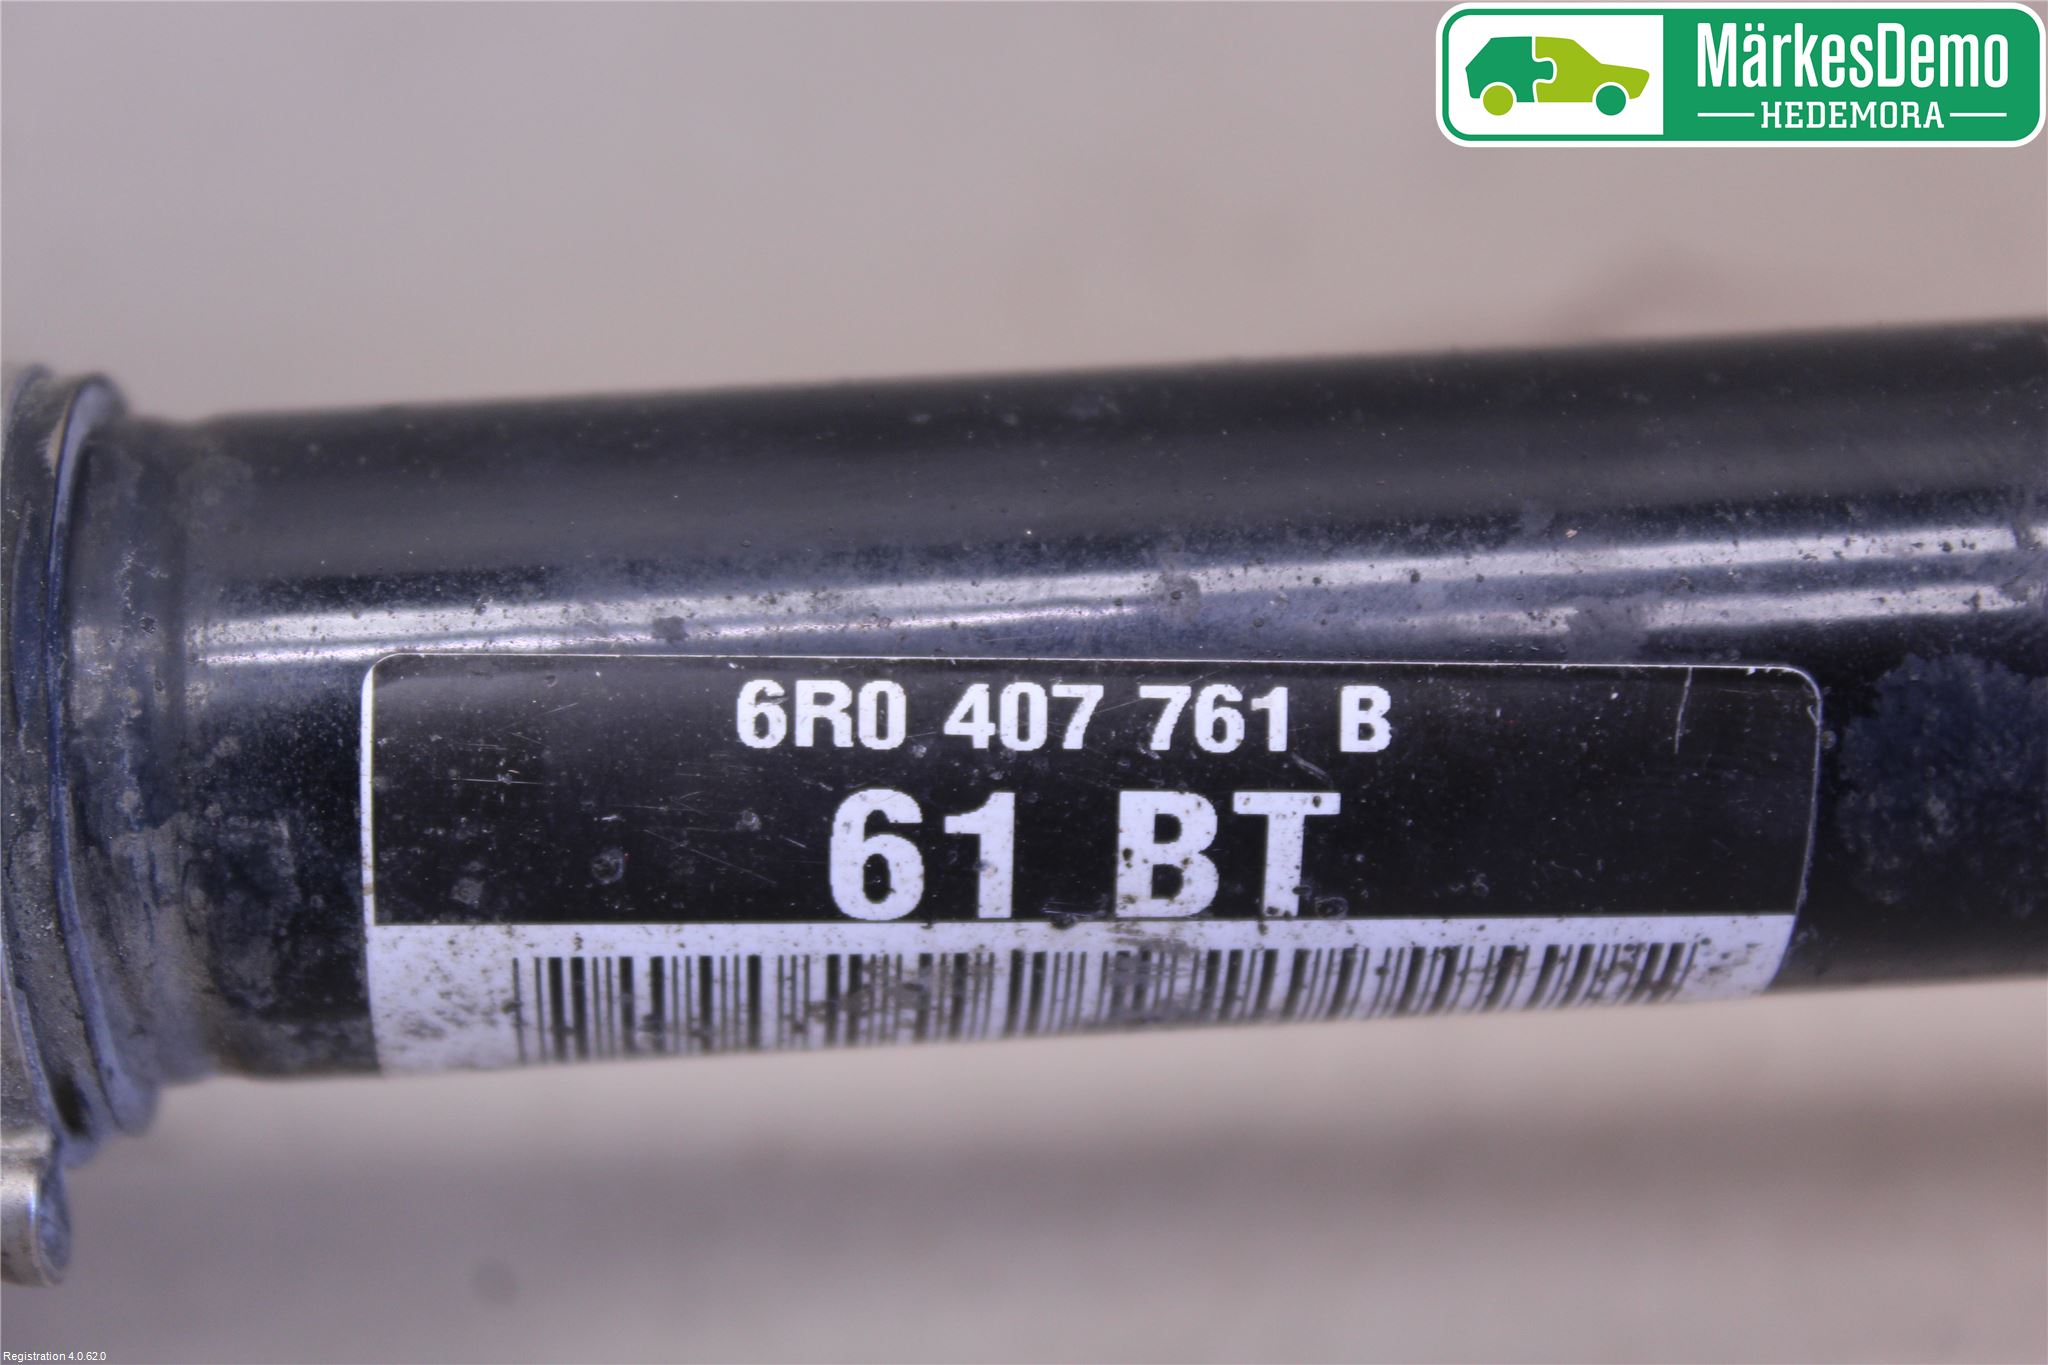 MärkesDemo
HEDEMORA
6R0 407 761 B
61 BT
Registration 4.0.62.0